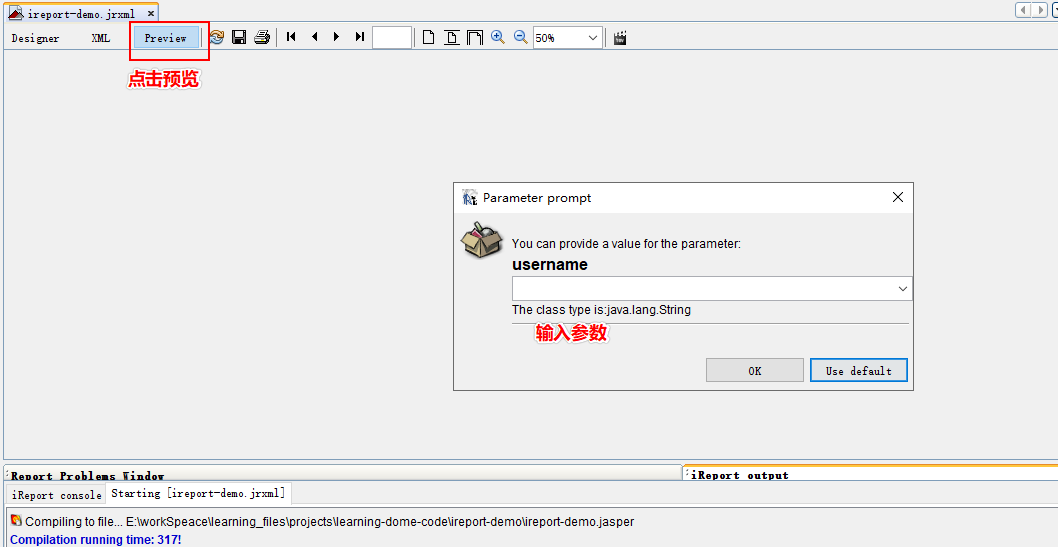 ireport-demo.jrxml
Designer XML Preview 50%
点击预览
Parameter prompt
You can provide a value for the parameter:
username
The class type is:java.lang.String
输入参数
OK Use default
Report Problems Window iReport output
iReport console Starting [ireport-demo.jrxml]
Compiling to file... E:\workSpeace\learning_files\projects\learning-dome-code\ireport-demo\ireport-demo.jasper
Compilation running time: 317!